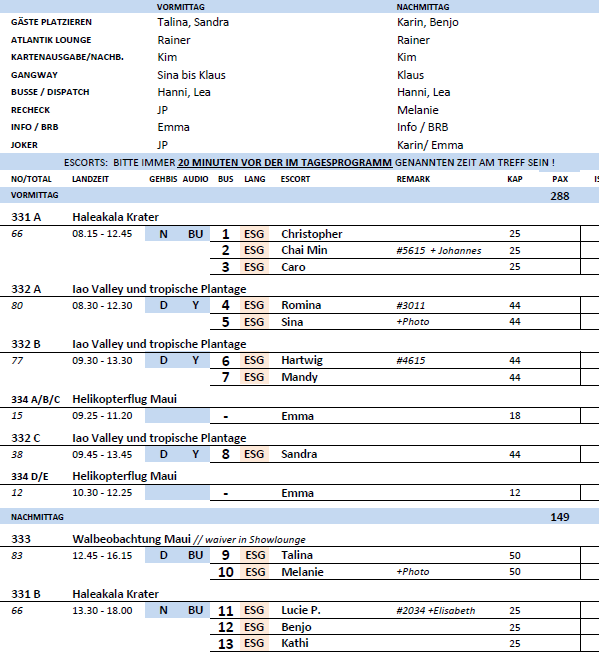 VORMITTAG NACHMITTAG
GÄSTE PLATZIEREN Talina, Sandra Karin, Benjo
ATLANTIK LOUNGE Rainer Rainer
KARTENAUSGABE/NACHB. Kim Kim
GANGWAY Sina bis Klaus Klaus
BUSSE / DISPATCH Hanni, Lea Hanni, Lea
RECHECK JP Melanie
INFO / BRB Emma Info / BRB
JOKER JP Karin/ Emma
ESCORTS: BITTE IMMER 20 MINUTEN VOR DER IM TAGESPROGRAMM GENANNTEN ZEIT AM TREFF SEIN !
NO/TOTAL LANDZEIT GEHBIS AUDIO BUS LANG ESCORT REMARK KAP PAX
VORMITTAG 288
331 A Haleakala Krater
66 08.15 - 12.45 N BU 1 ESG Christopher 25
2 ESG Chai Min #5615 + Johannes 25
3 ESG Caro 25
332 A Iao Valley und tropische Plantage
80 08.30 - 12.30 D Y 4 ESG Romina #3011 44
5 ESG Sina +Photo 44
332 B Iao Valley und tropische Plantage
77 09.30 - 13.30 D Y 6 ESG Hartwig #4615 44
7 ESG Mandy 44
334 A/B/C Helikopterflug Maui
15 09.25 - 11.20 - Emma 18
332 C Iao Valley und tropische Plantage
38 09.45 - 13.45 D Y 8 ESG Sandra 44
334 D/E Helikopterflug Maui
12 10.30 - 12.25 - Emma 12
NACHMITTAG 149
333 Walbeobachtung Maui // waiver in Showlounge
83 12.45 - 16.15 D BU 9 ESG Talina 50
10 ESG Melanie +Photo 50
331 B Haleakala Krater
66 13.30 - 18.00 N BU 11 ESG Lucie P. #2034 +Elisabeth 25
12 ESG Benjo 25
13 ESG Kathi 25